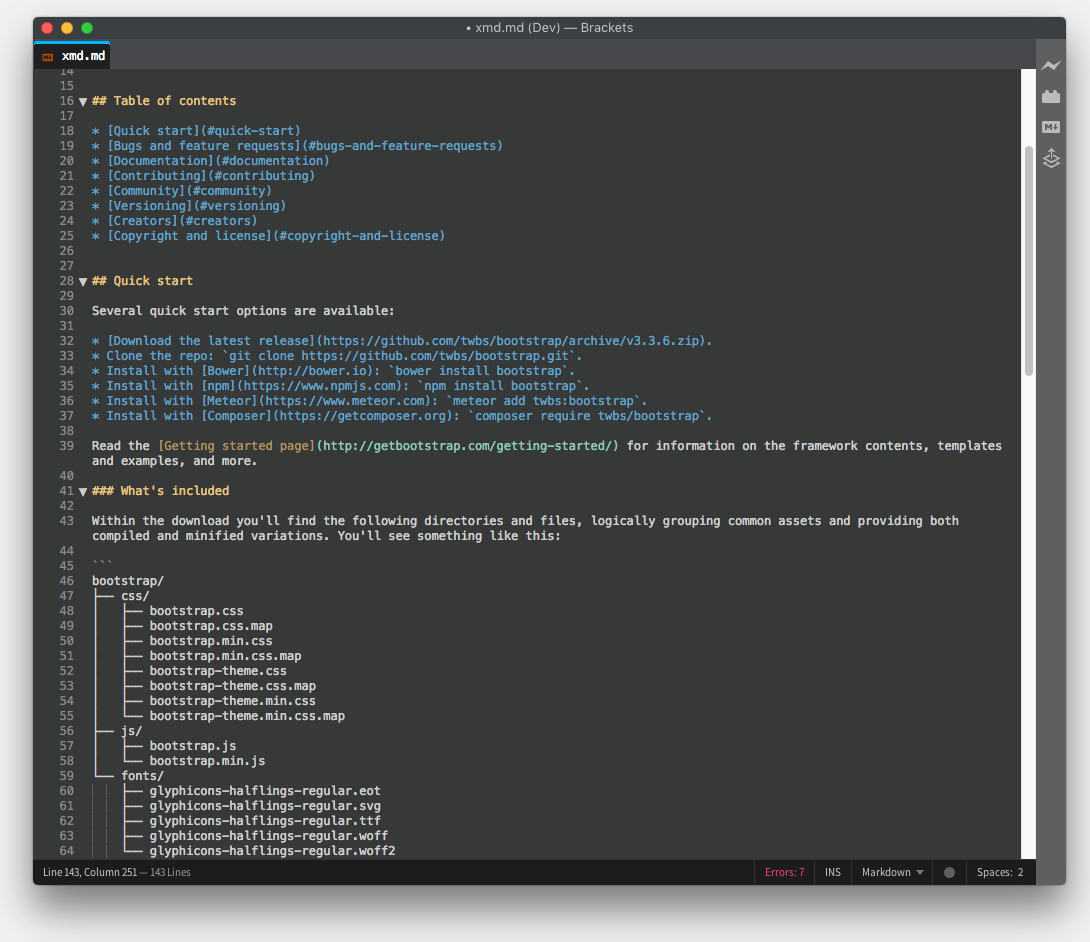 • xmd.md (Dev) — Brackets
xmd.md
14
15
16 ▼ ## Table of contents
17
18 * [Quick start](#quick-start)
19 * [Bugs and feature requests](#bugs-and-feature-requests)
20 * [Documentation](#documentation)
21 * [Contributing](#contributing)
22 * [Community](#community)
23 * [Versioning](#versioning)
24 * [Creators](#creators)
25 * [Copyright and license](#copyright-and-license)
26
27
28 ▼ ## Quick start
29
30 Several quick start options are available:
31
32 * [Download the latest release](https://github.com/twbs/bootstrap/archive/v3.3.6.zip).
33 * Clone the repo: `git clone https://github.com/twbs/bootstrap.git`.
34 * Install with [Bower](http://bower.io): `bower install bootstrap`.
35 * Install with [npm](https://www.npmjs.com): `npm install bootstrap`.
36 * Install with [Meteor](https://www.meteor.com): `meteor add twbs:bootstrap`.
37 * Install with [Composer](https://getcomposer.org): `composer require twbs/bootstrap`.
38
39 Read the [Getting started page](http://getbootstrap.com/getting-started/) for information on the framework contents, templates
and examples, and more.
40
41 ▼ ### What's included
42
43 Within the download you'll find the following directories and files, logically grouping common assets and providing both
compiled and minified variations. You'll see something like this:
44
45 ```
46 bootstrap/
47 ├── css/
48 │   ├── bootstrap.css
49 │   ├── bootstrap.css.map
50 │   ├── bootstrap.min.css
51 │   ├── bootstrap.min.css.map
52 │   ├── bootstrap-theme.css
53 │   ├── bootstrap-theme.css.map
54 │   ├── bootstrap-theme.min.css
55 │   └── bootstrap-theme.min.css.map
56 ├── js/
57 │   ├── bootstrap.js
58 │   └── bootstrap.min.js
59 └── fonts/
60     ├── glyphicons-halflings-regular.eot
61     ├── glyphicons-halflings-regular.svg
62     ├── glyphicons-halflings-regular.ttf
63     ├── glyphicons-halflings-regular.woff
64     └── glyphicons-halflings-regular.woff2
Line 143, Column 251 — 143 Lines
Errors: 7 INS Markdown Spaces: 2